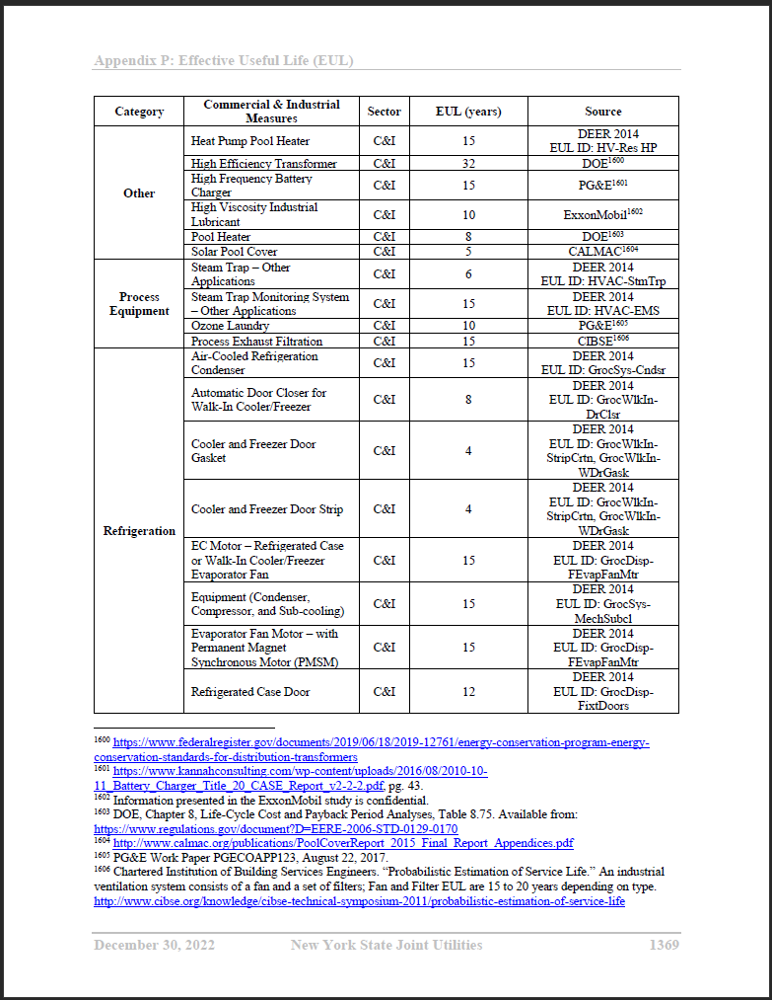 Appendix P: Effective Useful Life (EUL)
Category
Commercial & Industrial
Measures
Sector
EUL (years)
Source
Other
Heat Pump Pool Heater
C&I
15
DEER 2014
EUL ID: HV-Res HP
High Efficiency Transformer
C&I
32
DOE1600
High Frequency Battery
Charger
C&I
15
PG&E1601
High Viscosity Industrial
Lubricant
C&I
10
ExxonMobil1602
Pool Heater
C&I
8
DOE1603
Solar Pool Cover
C&I
5
CALMAC1604
Process
Equipment
Steam Trap – Other
Applications
C&I
6
DEER 2014
EUL ID: HVAC-StmTrp
Steam Trap Monitoring System
– Other Applications
C&I
15
DEER 2014
EUL ID: HVAC-EMS
Ozone Laundry
C&I
10
PG&E1605
Process Exhaust Filtration
C&I
15
CIBSE1606
Refrigeration
Air-Cooled Refrigeration
Condenser
C&I
15
DEER 2014
EUL ID: GrocSys-Cndsr
Automatic Door Closer for
Walk-In Cooler/Freezer
C&I
8
DEER 2014
EUL ID: GrocWlkIn-
DrClsr
Cooler and Freezer Door
Gasket
C&I
4
DEER 2014
EUL ID: GrocWlkIn-
StripCrtn, GrocWlkIn-
WDrGask
Cooler and Freezer Door Strip
C&I
4
DEER 2014
EUL ID: GrocWlkIn-
StripCrtn, GrocWlkIn-
WDrGask
EC Motor – Refrigerated Case
or Walk-In Cooler/Freezer
Evaporator Fan
C&I
15
DEER 2014
EUL ID: GrocDisp-
FEvapFanMtr
Equipment (Condenser,
Compressor, and Sub-cooling)
C&I
15
DEER 2014
EUL ID: GrocSys-
MechSubcl
Evaporator Fan Motor – with
Permanent Magnet
Synchronous Motor (PMSM)
C&I
15
DEER 2014
EUL ID: GrocDisp-
FEvapFanMtr
Refrigerated Case Door
C&I
12
DEER 2014
EUL ID: GrocDisp-
FixtDoors
1600 https://www.federalregister.gov/documents/2019/06/18/2019-12761/energy-conservation-program-energy-
conservation-standards-for-distribution-transformers
1601 https://www.kannahconsulting.com/wp-content/uploads/2016/08/2010-10-
11_Battery_Charger_Title_20_CASE_Report_v2-2-2.pdf, pg. 43.
1602 Information presented in the ExxonMobil study is confidential.
1603 DOE, Chapter 8, Life-Cycle Cost and Payback Period Analyses, Table 8.75. Available from:
https://www.regulations.gov/document?D=EERE-2006-STD-0129-0170
1604 http://www.calmac.org/publications/PoolCoverReport_2015_Final_Report_Appendices.pdf
1605 PG&E Work Paper PGECOAPP123, August 22, 2017.
1606 Chartered Institution of Building Services Engineers. “Probabilistic Estimation of Service Life.” An industrial
ventilation system consists of a fan and a set of filters; Fan and Filter EUL are 15 to 20 years depending on type.
http://www.cibse.org/knowledge/cibse-technical-symposium-2011/probabilistic-estimation-of-service-life
December 30, 2022
New York State Joint Utilities
1369